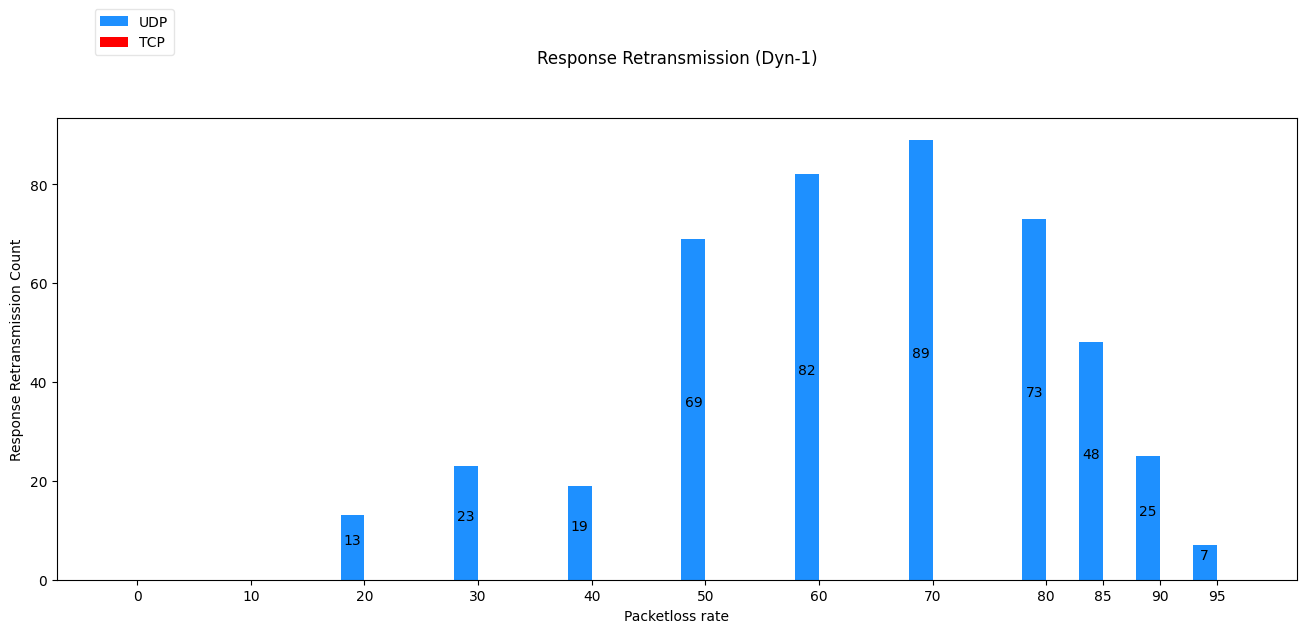 UDP
TCP
Response Retransmission (Dyn-1)
Response Retransmission Count
80
60
40
20
0
13
23
19
69
82
89
73
48
25
7
0 10 20 30 40 50 60 70 80 85 90 95
Packetloss rate